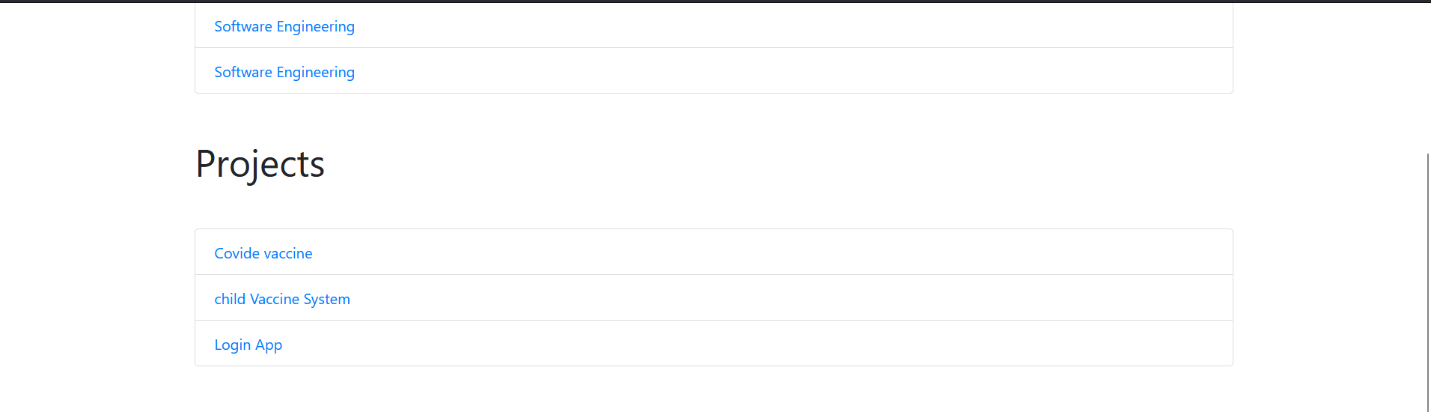 Software Engineering
Software Engineering
Projects
Covide vaccine
child Vaccine System
Login App